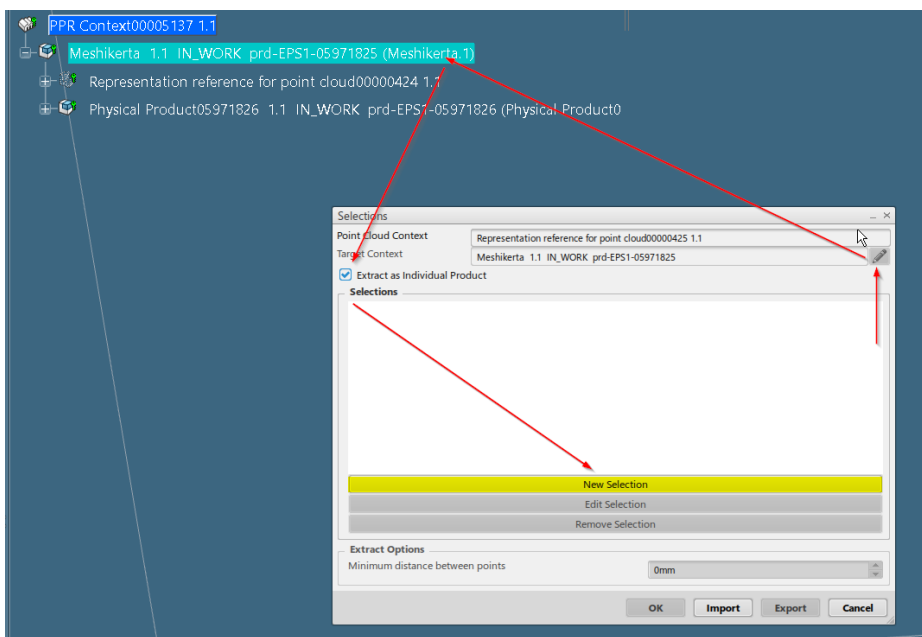 PPR Context00005137 1.1
Meshikerta 1.1 IN_WORK prd-EPS1-05971825 (Meshikerta.1)
Representation reference for point cloud00000424 1.1
Physical Product05971826 1.1 IN_WORK prd-EPS1-05971826 (Physical Product0
Selections
Point Cloud Context Representation reference for point cloud00000425 1.1
Target Context Meshikerta 1.1 IN_WORK prd-EPS1-05971825
Extract as Individual Product
Selections
New Selection
Edit Selection
Remove Selection
Extract Options
Minimum distance between points 0mm
OK Import Export Cancel